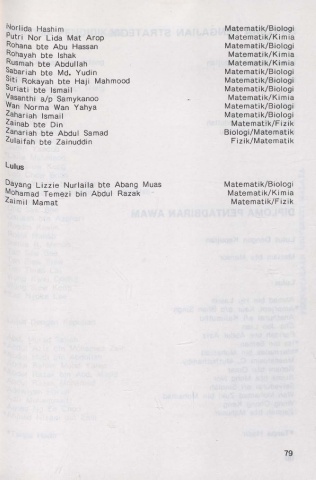 Norlida Hashim Matematik/Biologi
Putri Nor Lida Mat Arop Matematik/Kimia
Rohana bte Abu Hassan Matematik/Biologi
Rohayah bte Ishak Matematik/Kimia
Rusmah bte Abdullah Matematik/Kimia
Sabariah bte Md. Yudin Matematik/Biologi
Siti Rokayah bte Haji Mahmood Matematik/Biologi
Suriati bte Ismail Matematik/Biologi
Vasanthi a/p Samykanoo Matematik/Kimia
Wan Norma Wan Yahya Matematik/Biologi
Zahariah Ismail Matematik/Biologi
Zainab bte Din Matematik/Fizik
Zanariah bte Abdul Samad Biologi/Matematik
Zulaifah bte Zainuddin Fizik/Matematik
Lulus
Dayang Lizzie Nurlaila bte Abang Muas Matematik/Biologi
Mohamad Temezi bin Abdul Razak Matematik/Kimia
Zaimil Mamat Matematik/Fizik
79